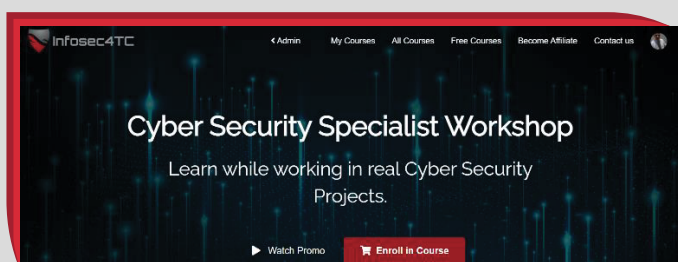 Infosec4TC
< Admin My Courses All Courses Free Courses Become Affiliate Contact us
Cyber Security Specialist Workshop
Learn while working in real Cyber Security
Projects.
Watch Promo Enroll in Course